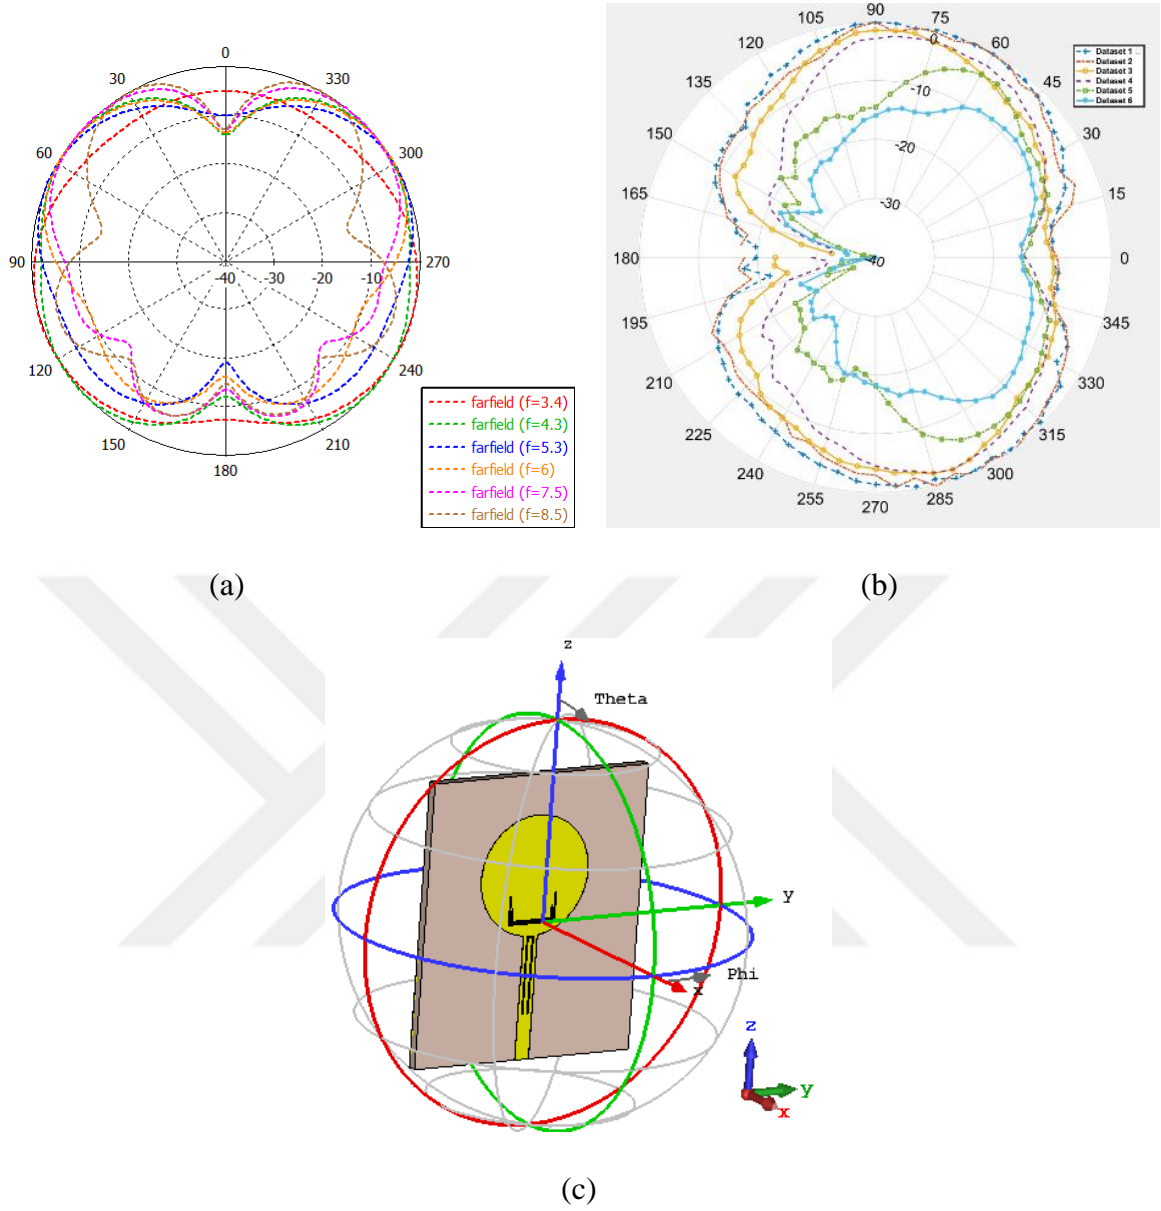 0
30
330
60
300
90
-40
-30
-20
-10
270
120
240
150
210
180
farfield (f=3.4)
farfield (f=4.3)
farfield (f=5.3)
farfield (f=6)
farfield (f=7.5)
farfield (f=8.5)
(a)
90
105
75
120
60
135
45
150
30
165
15
180
0
195
345
210
330
225
315
240
300
255
285
270
0
-10
-20
-30
-40
Dataset 1
Dataset 2
Dataset 3
Dataset 4
Dataset 5
Dataset 6
(b)
z
Theta
y
Phi
x
z
y
x
(c)